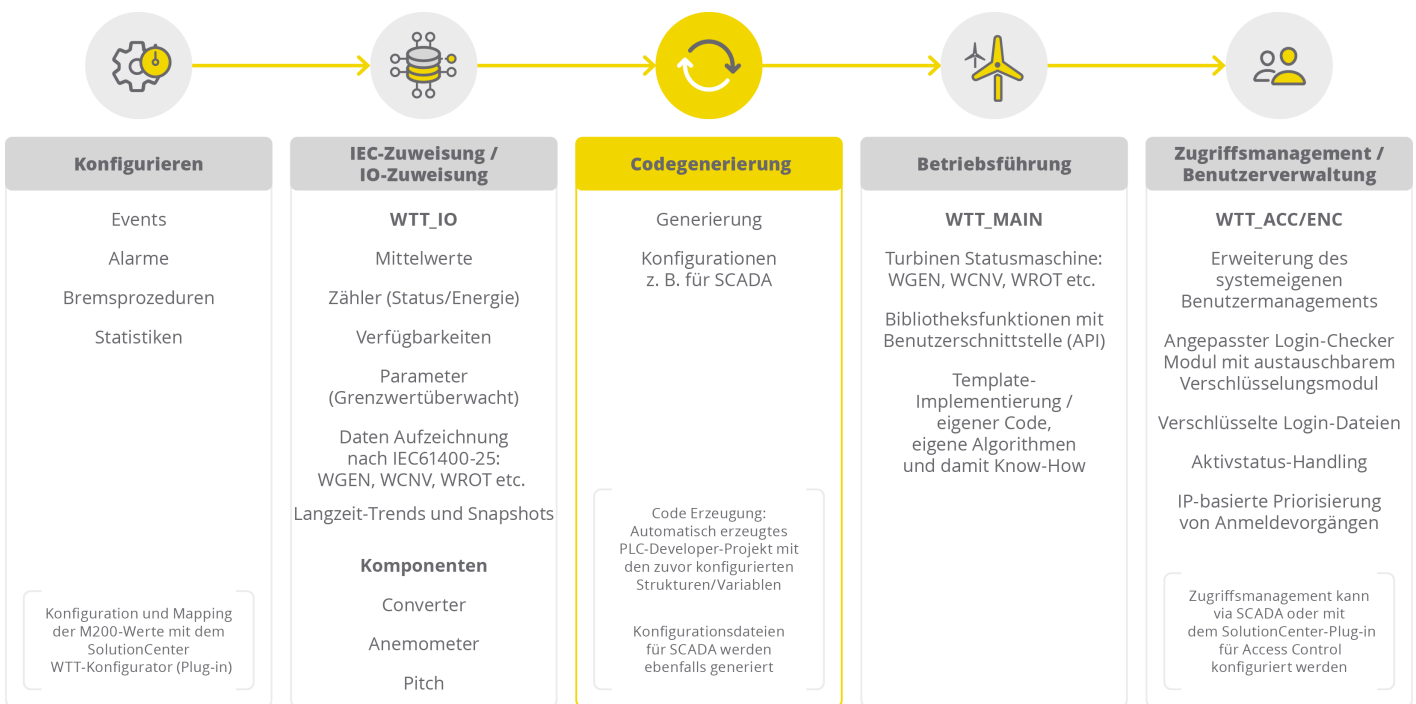 Konfigurieren
Events
Alarme
Bremsprozeduren
Statistiken
Konfiguration und Mapping
der M200-Werte mit dem
SolutionCenter
WTT-Konfigurator (Plug-in)
IEC-Zuweisung /
IO-Zuweisung
WTT_IO
Mittelwerte
Zähler (Status/Energie)
Verfügbarkeiten
Parameter
(Grenzwertüberwacht)
Daten Aufzeichnung
nach IEC61400-25:
WGEN, WCNV, WROT etc.
Langzeit-Trends und Snapshots
Komponenten
Converter
Anemometer
Pitch
Codegenerierung
Generierung
Konfigurationen
z. B. für SCADA
Code Erzeugung:
Automatisch erzeugtes
PLC-Developer-Projekt mit
den zuvor konfigurierten
Strukturen/Variablen
Konfigurationsdateien
für SCADA werden
ebenfalls generiert
Betriebsführung
WTT_MAIN
Turbinen Statusmaschine:
WGEN, WCNV, WROT etc.
Bibliotheksfunktionen mit
Benutzerschnittstelle (API)
Template-
Implementierung /
eigener Code,
eigene Algorithmen
und damit Know-How
Zugriffsmanagement /
Benutzerverwaltung
WTT_ACC/ENC
Erweiterung des
systemeigenen
Benutzermanagements
Angepasster Login-Checker
Modul mit austauschbarem
Verschlüsselungsmodul
Verschlüsselte Login-Dateien
Aktivstatus-Handling
IP-basierte Priorisierung
von Anmeldevorgängen
Zugriffsmanagement kann
via SCADA oder mit
dem SolutionCenter-Plug-in
für Access Control
konfiguriert werden